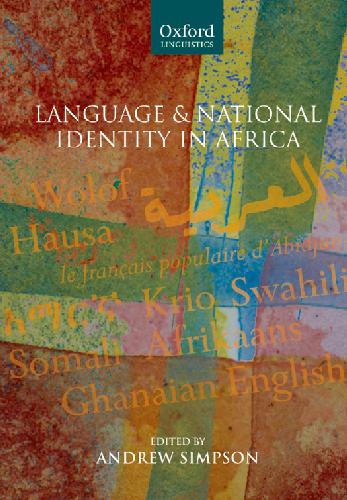 Oxford
LINGUISTICS
LANGUAGE & NATIONAL
IDENTITY IN AFRICA
Wolof
العربية
Hausa
le français populaire d'Abidjan
አማርኛ
Krio Swahili
Somali Afrikaans
Ghanaian English
EDITED BY
ANDREW SIMPSON